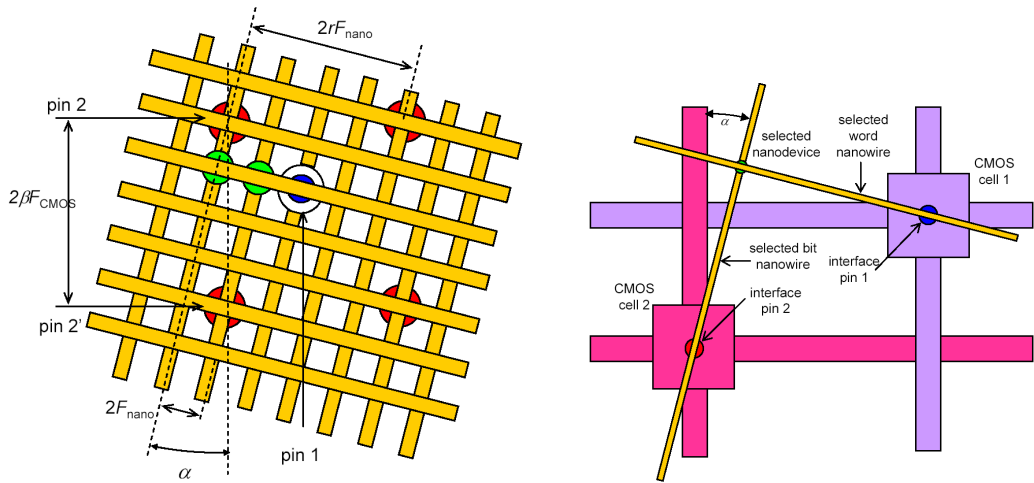 2rF_nano
pin 2
2βF_CMOS
pin 2'
2F_nano
α
pin 1
α
selected
nanodevice
selected
word
nanowire
CMOS
cell 1
selected bit
nanowire
interface
pin 1
CMOS
cell 2
interface
pin 2